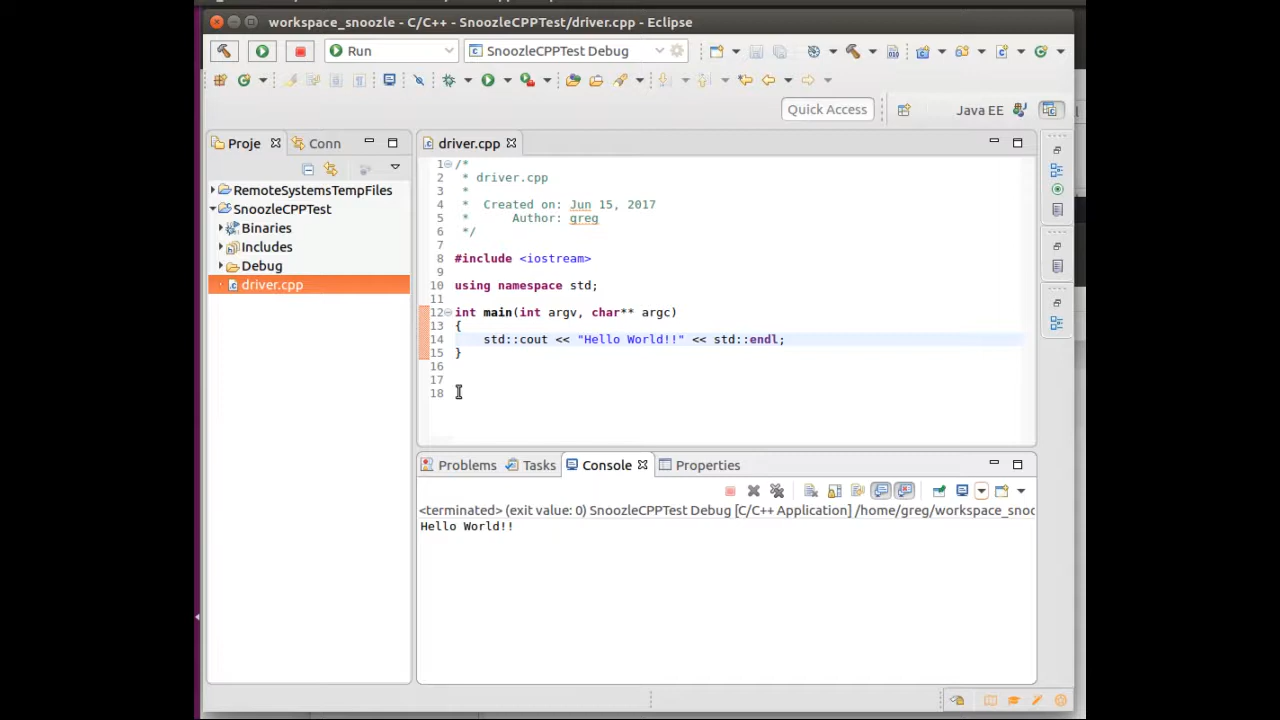 workspace_snoozle - C/C++ - SnoozleCPPTest/driver.cpp - Eclipse
Run
SnoozleCPPTest Debug
Quick Access
Java EE
Proje
Conn
driver.cpp
RemoteSystemsTempFiles
SnoozleCPPTest
Binaries
Includes
Debug
driver.cpp
1 /*
2 * driver.cpp
3 *
4 * Created on: Jun 15, 2017
5 * Author: greg
6 */
7
8 #include <iostream>
9
10 using namespace std;
11
12 int main(int argv, char** argc)
13 {
14 std::cout << "Hello World!!" << std::endl;
15 }
16
17
18
Problems
Tasks
Console
Properties
<terminated> (exit value: 0) SnoozleCPPTest Debug [C/C++ Application] /home/greg/workspace_snoo
Hello World!!